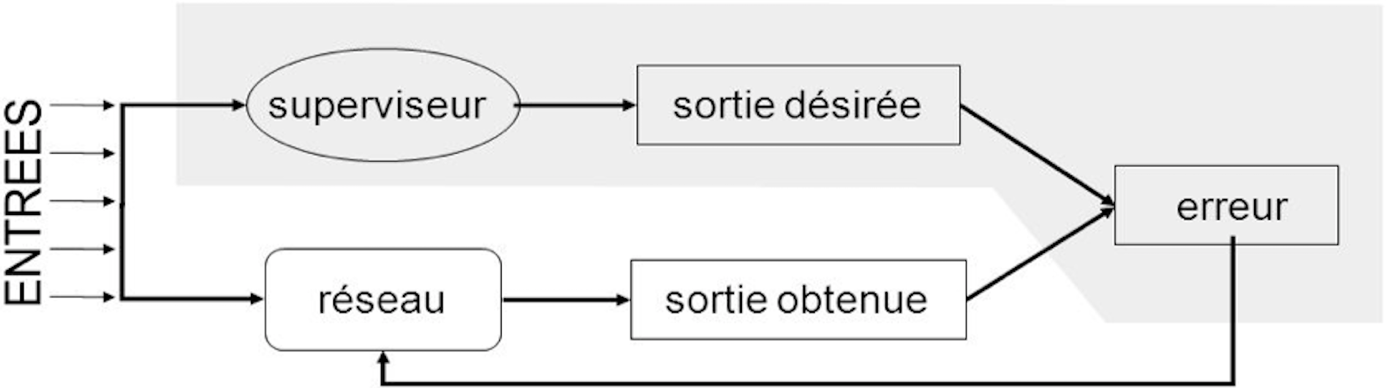 ENTREES
superviseur
sortie désirée
erreur
réseau
sortie obtenue